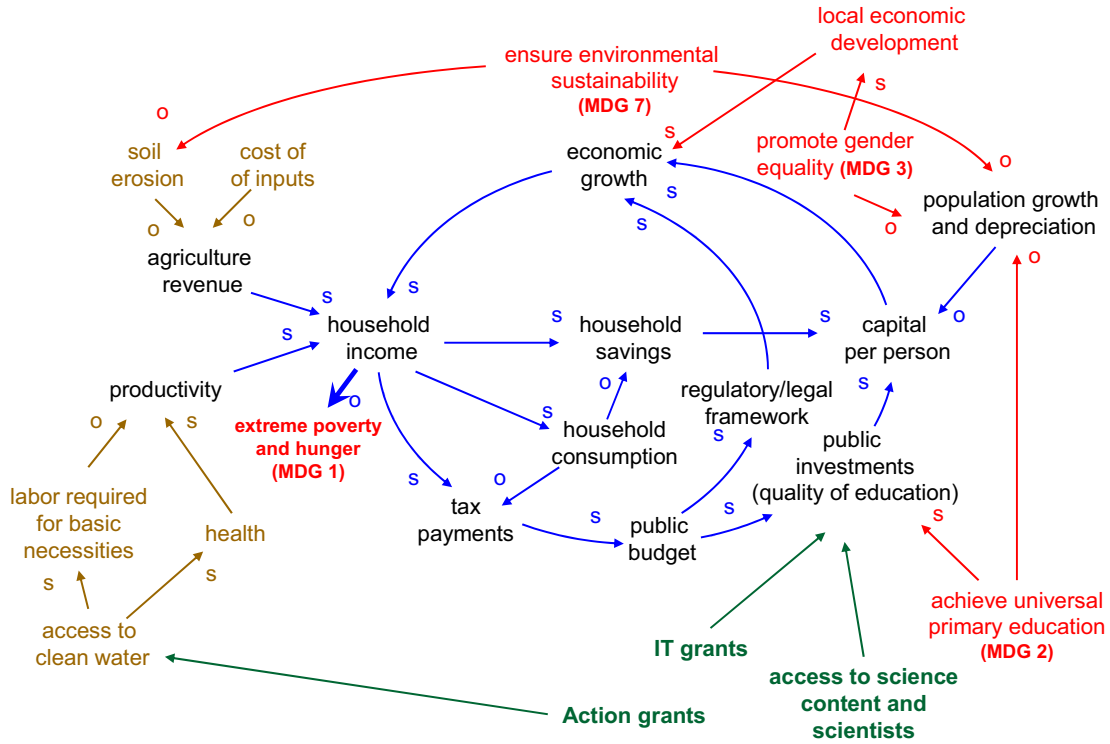 local economic
development
ensure environmental
sustainability
(MDG 7)
s
o
s
promote gender
equality (MDG 3)
soil
erosion
cost of
of inputs
economic
growth
o
s
population growth
and depreciation
o
o
o
o
s
o
agriculture
revenue
s
s
household
income
s
household
savings
s
capital
per person
o
s
productivity
o
o
regulatory/legal
framework
s
o
s
extreme poverty
and hunger
(MDG 1)
s
household
consumption
s
public
investments
(quality of education)
labor required
for basic
necessities
health
s
o
tax
payments
s
public
budget
s
s
s
s
access to
clean water
achieve universal
primary education
(MDG 2)
IT grants
access to science
content and
scientists
Action grants